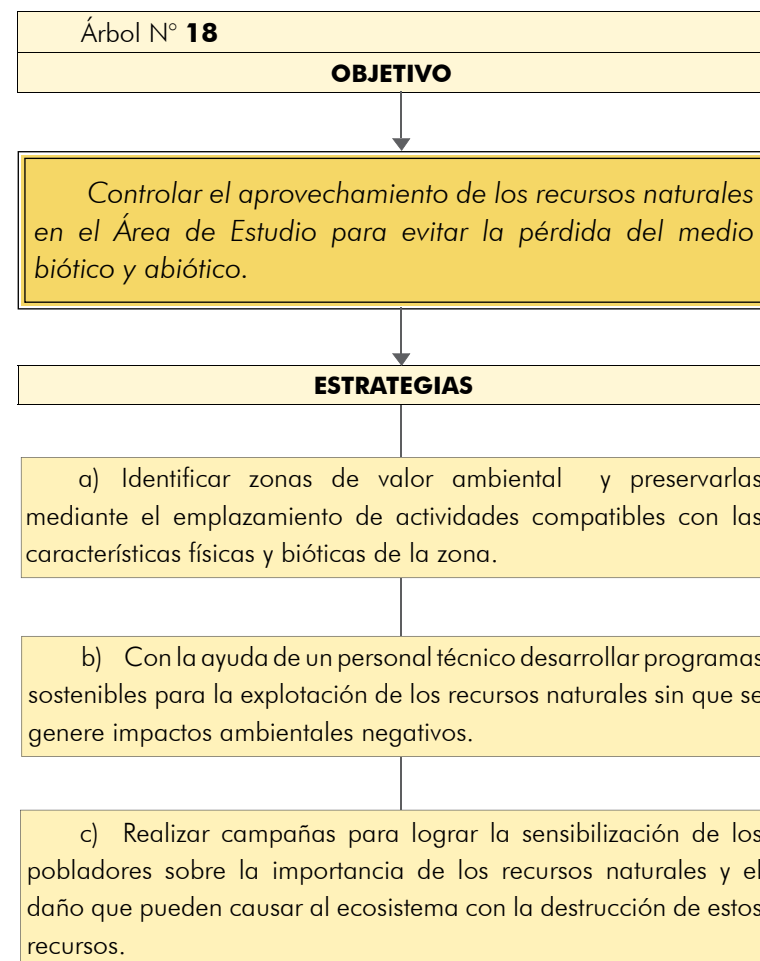 Árbol N° 18
OBJETIVO
Controlar el aprovechamiento de los recursos naturales
en el Área de Estudio para evitar la pérdida del medio
biótico y abiótico.
ESTRATEGIAS
a) Identificar zonas de valor ambiental y preservarlas
mediante el emplazamiento de actividades compatibles con las
características físicas y bióticas de la zona.
b) Con la ayuda de un personal técnico desarrollar programas
sostenibles para la explotación de los recursos naturales sin que se
genere impactos ambientales negativos.
c) Realizar campañas para lograr la sensibilización de los
pobladores sobre la importancia de los recursos naturales y el
daño que pueden causar al ecosistema con la destrucción de estos
recursos.